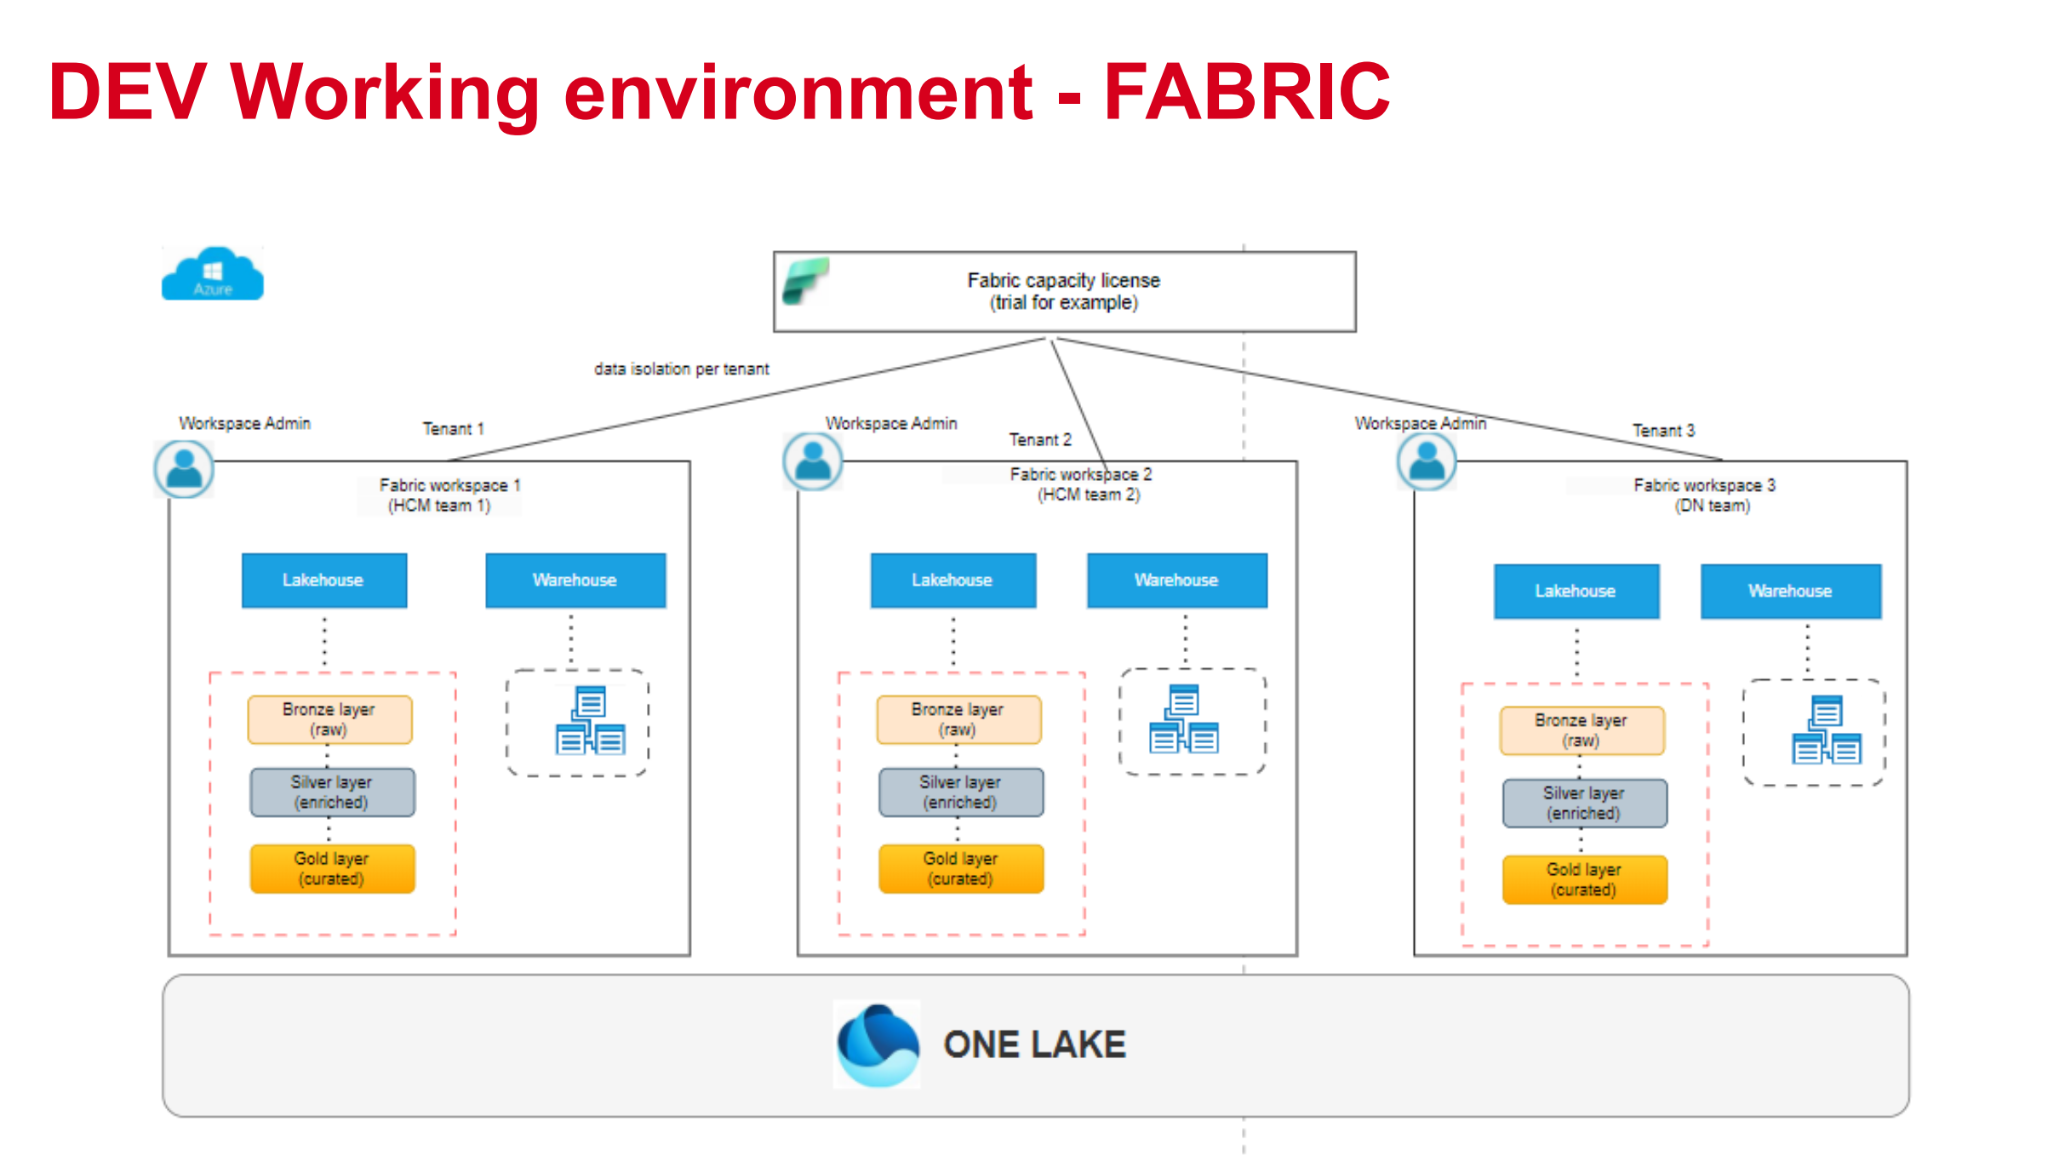 DEV Working environment - FABRIC
Azure
Fabric capacity license
(trial for example)
data isolation per tenant
Workspace Admin
Tenant 1
Workspace Admin
Tenant 2
Workspace Admin
Tenant 3
Fabric workspace 1
(HCM team 1)
Lakehouse
Warehouse
Bronze layer
(raw)
Silver layer
(enriched)
Gold layer
(curated)
Fabric workspace 2
(HCM team 2)
Lakehouse
Warehouse
Bronze layer
(raw)
Silver layer
(enriched)
Gold layer
(curated)
Fabric workspace 3
(DN team)
Lakehouse
Warehouse
Bronze layer
(raw)
Silver layer
(enriched)
Gold layer
(curated)
ONE LAKE